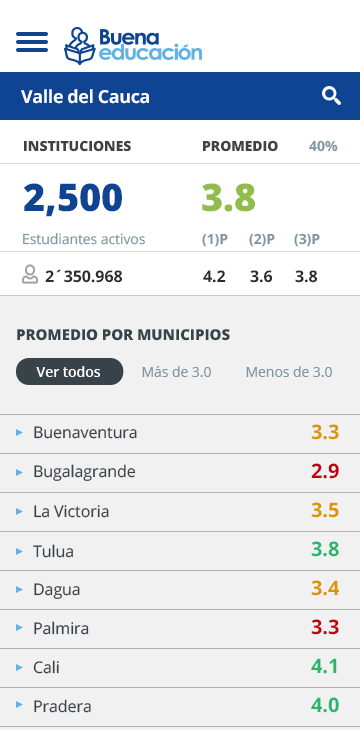 Buena
educación
Valle del Cauca
INSTITUCIONES PROMEDIO 40%
2,500 3.8
Estudiantes activos (1)P (2)P (3)P
2´350.968 4.2 3.6 3.8
PROMEDIO POR MUNICIPIOS
Ver todos Más de 3.0 Menos de 3.0
Buenaventura 3.3
Bugalagrande 2.9
La Victoria 3.5
Tulua 3.8
Dagua 3.4
Palmira 3.3
Cali 4.1
Pradera 4.0